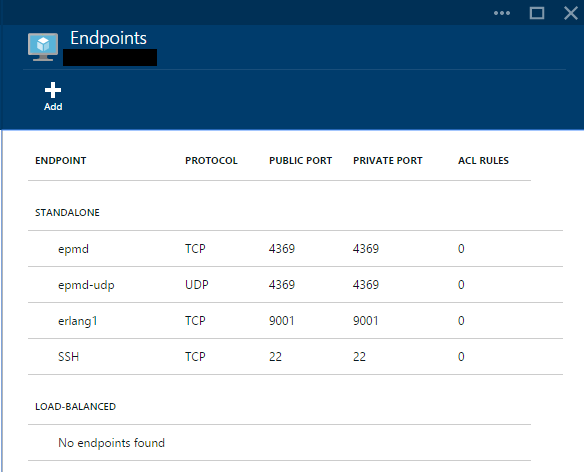 Endpoints
Add
ENDPOINT PROTOCOL PUBLIC PORT PRIVATE PORT ACL RULES
STANDALONE
epmd TCP 4369 4369 0
epmd-udp UDP 4369 4369 0
erlang1 TCP 9001 9001 0
SSH TCP 22 22 0
LOAD-BALANCED
No endpoints found